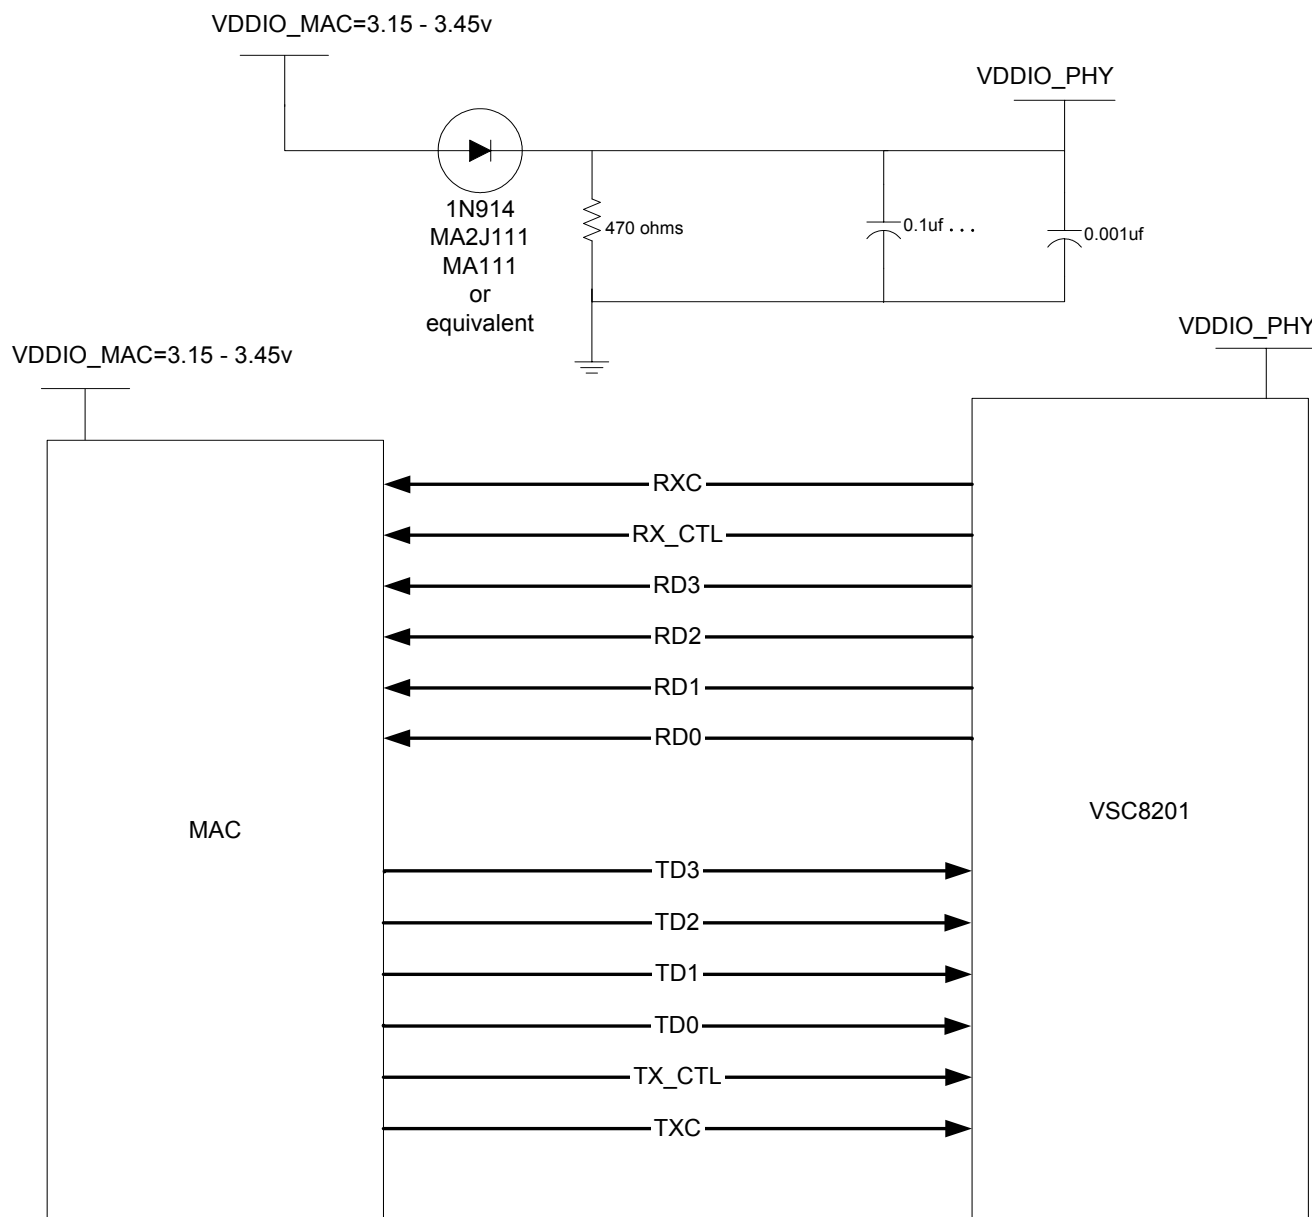 VDDIO_MAC=3.15 - 3.45v
VDDIO_PHY
1N914
MA2J111
MA111
or
equivalent
470 ohms
0.1uf ...
0.001uf
VDDIO_MAC=3.15 - 3.45v
VDDIO_PHY
RXC
RX_CTL
RD3
RD2
RD1
RD0
MAC
VSC8201
TD3
TD2
TD1
TD0
TX_CTL
TXC